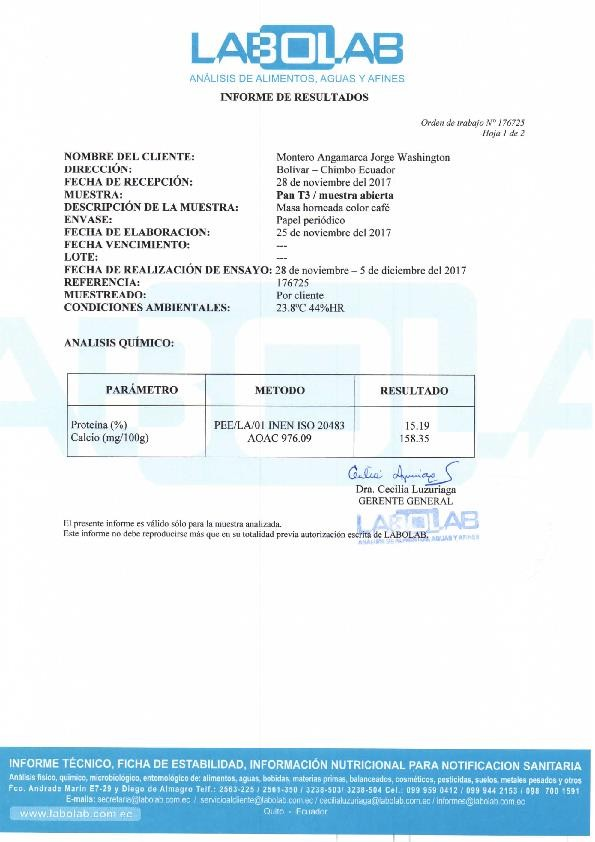 LABOLAB
ANÁLISIS DE ALIMENTOS, AGUAS Y AFINES
INFORME DE RESULTADOS
Orden de trabajo Nº 176725
Hoja 1 de 2
NOMBRE DEL CLIENTE: Montero Angamarca Jorge Washington
DIRECCIÓN: Bolívar – Chimbo Ecuador
FECHA DE RECEPCIÓN: 28 de noviembre del 2017
MUESTRA: Pan T3 / muestra abierta
DESCRIPCIÓN DE LA MUESTRA: Masa horneada color café
ENVASE: Papel periódico
FECHA DE ELABORACION: 25 de noviembre del 2017
FECHA VENCIMIENTO: ---
LOTE: ---
FECHA DE REALIZACIÓN DE ENSAYO: 28 de noviembre – 5 de diciembre del 2017
REFERENCIA: 176725
MUESTREADO: Por cliente
CONDICIONES AMBIENTALES: 23.8ºC 44%HR
ANALISIS QUÍMICO:
PARÁMETRO METODO RESULTADO
Proteína (%) PEE/LA/01 INEN ISO 20483 15.19
Calcio (mg/100g) AOAC 976.09 158.35
Dra. Cecilia Luzuriaga
GERENTE GENERAL
LABOLAB
ANÁLISIS DE ALIMENTOS, AGUAS Y AFINES
El presente informe es válido sólo para la muestra analizada.
Este informe no debe reproducirse más que en su totalidad previa autorización escrita de LABOLAB.
INFORME TÉCNICO, FICHA DE ESTABILIDAD, INFORMACIÓN NUTRICIONAL PARA NOTIFICACION SANITARIA
Análisis físico, químico, microbiológico, entomológico de: alimentos, aguas, bebidas, materias primas, balanceados, cosméticos, pesticidas, suelos, metales pesados y otros
Fco. Andrade Marín E7-29 y Diego de Almagro Telf.: 2563-225 / 2561-350 / 3238-503/ 3238-504 Cel.: 099 959 0412 / 099 944 2153 / 098 700 1591
E-mails: secretaria@labolab.com.ec / servicioalcliente@labolab.com.ec / cecilialuzuriaga@labolab.com.ec / informes@labolab.com.ec
www.labolab.com.ec
Quito - Ecuador